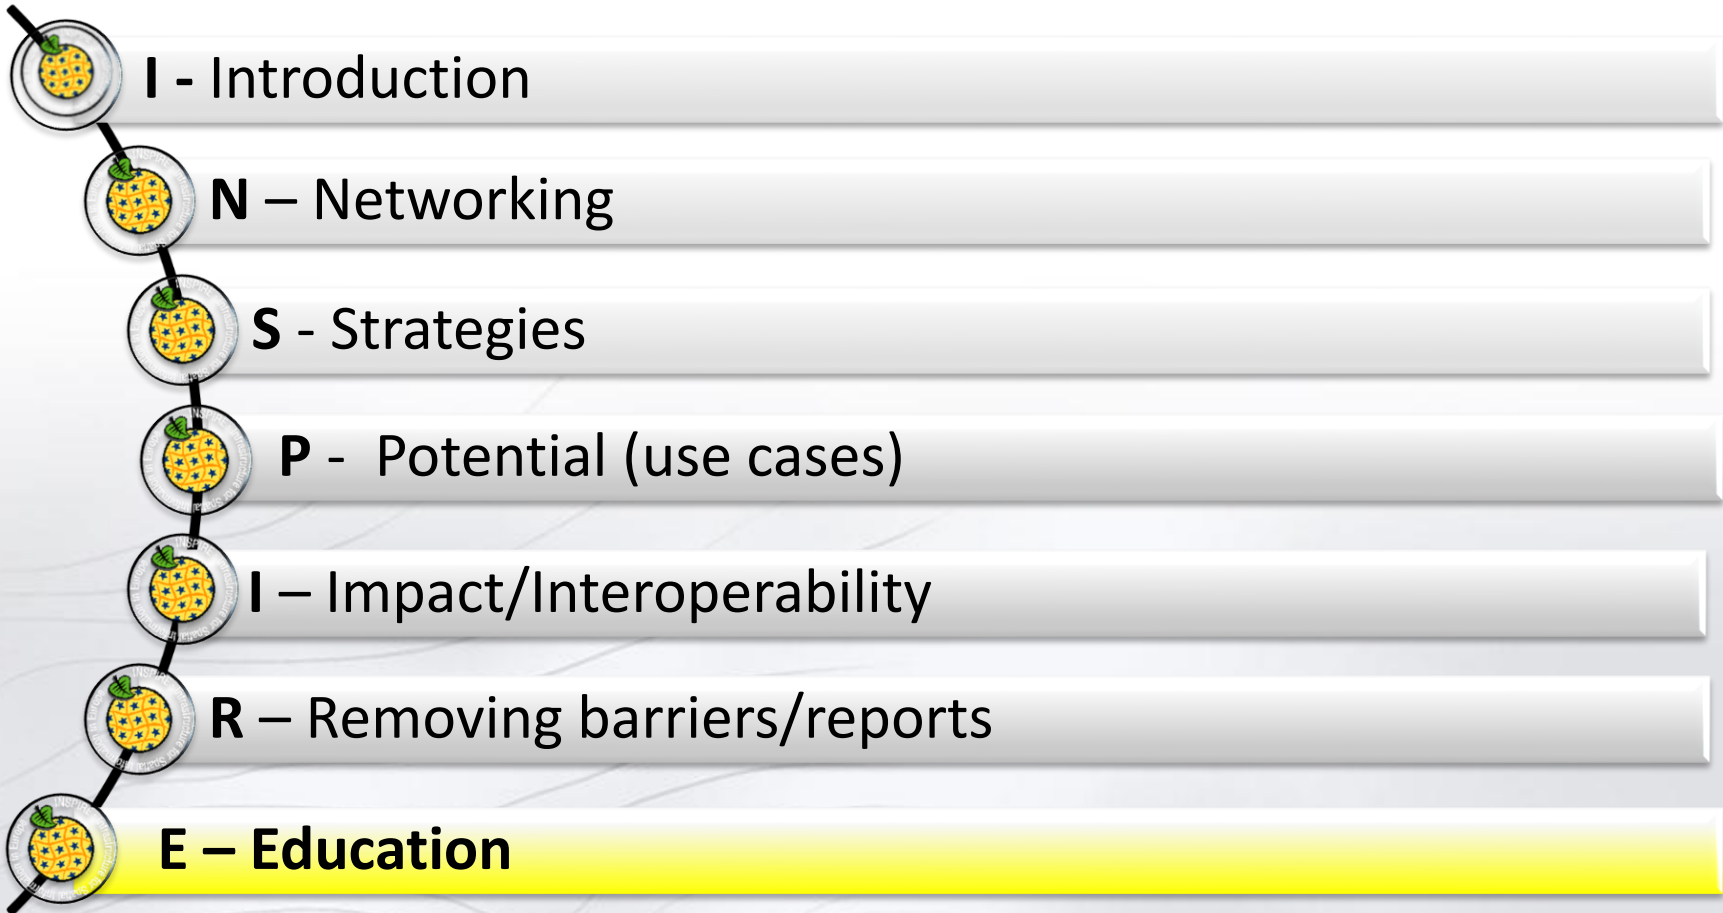 I - Introduction
N – Networking
S - Strategies
P - Potential (use cases)
I – Impact/Interoperability
R – Removing barriers/reports
E – Education